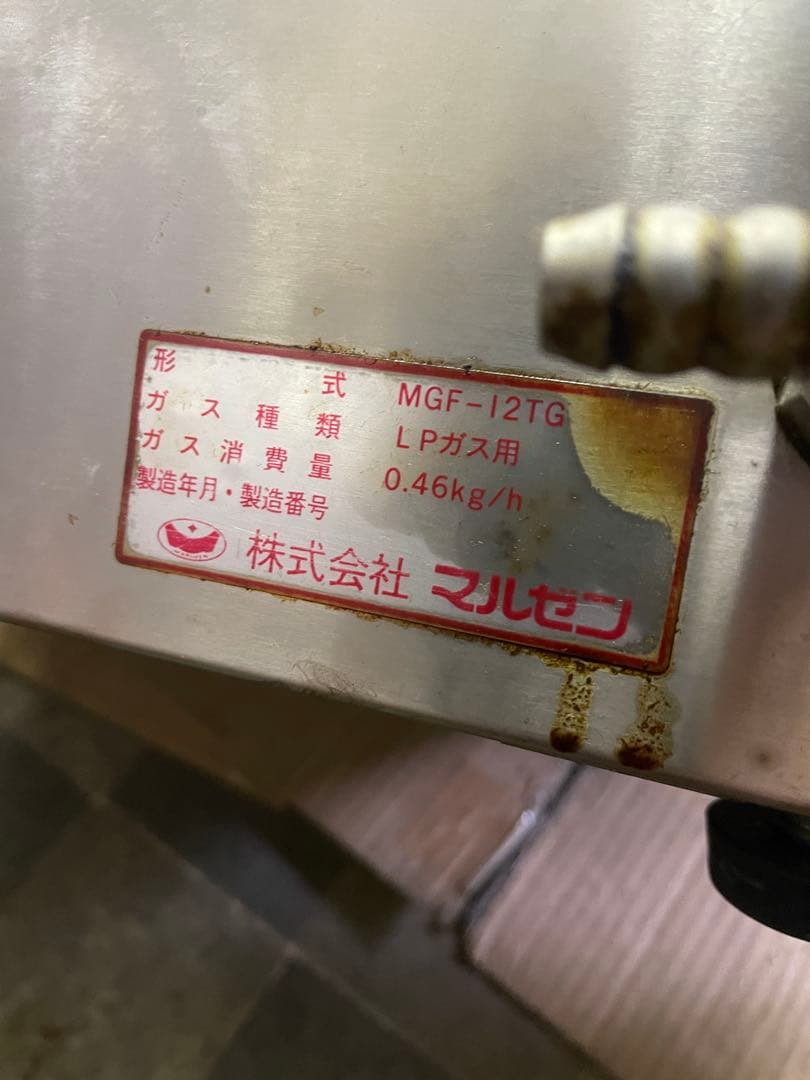 形式 MGF-12TG
ガス種類 LPガス用
ガス消費量 0.46kg/h
製造年月・製造番号
株式会社 マルゼン